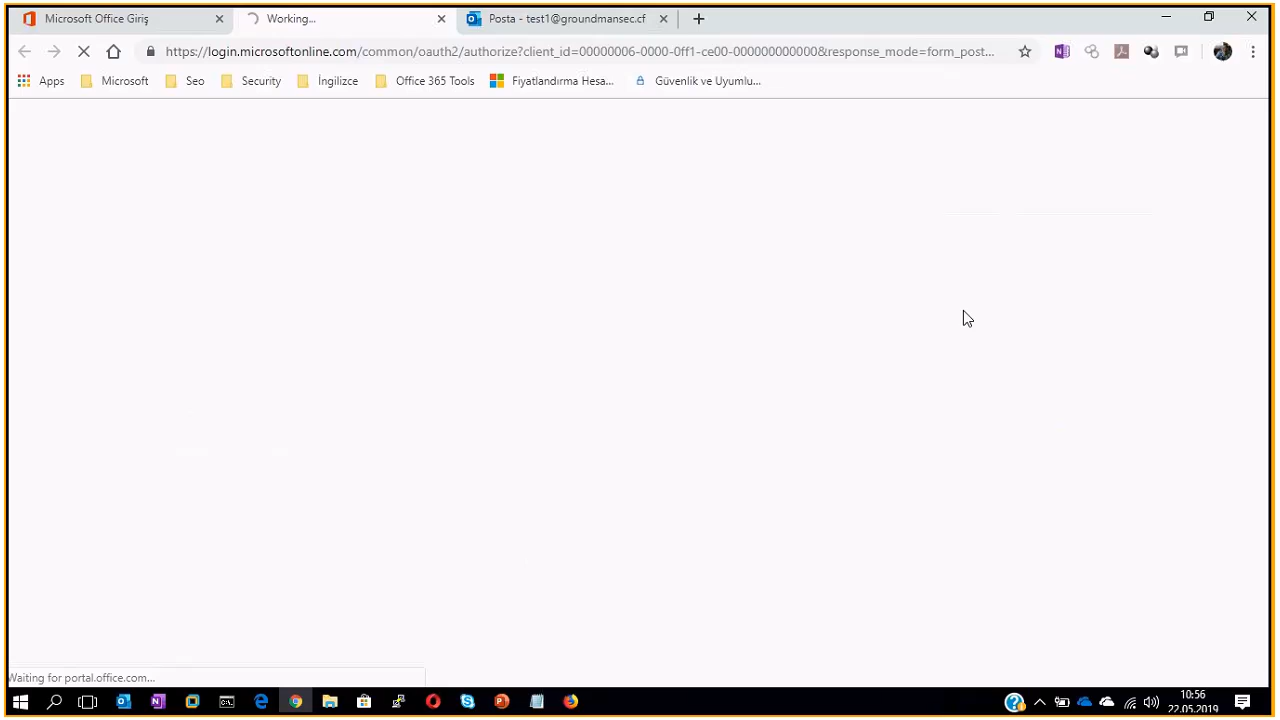 Microsoft Office Giriş
Working...
Posta - test1@groundmansec.cf
https://login.microsoftonline.com/common/oauth2/authorize?client_id=00000006-0000-0ff1-ce00-000000000000&response_mode=form_post...
Apps
Microsoft
Seo
Security
İngilizce
Office 365 Tools
Fiyatlandırma Hesa...
Güvenlik ve Uyumlu...
Waiting for portal.office.com...
10:56
22.05.2019